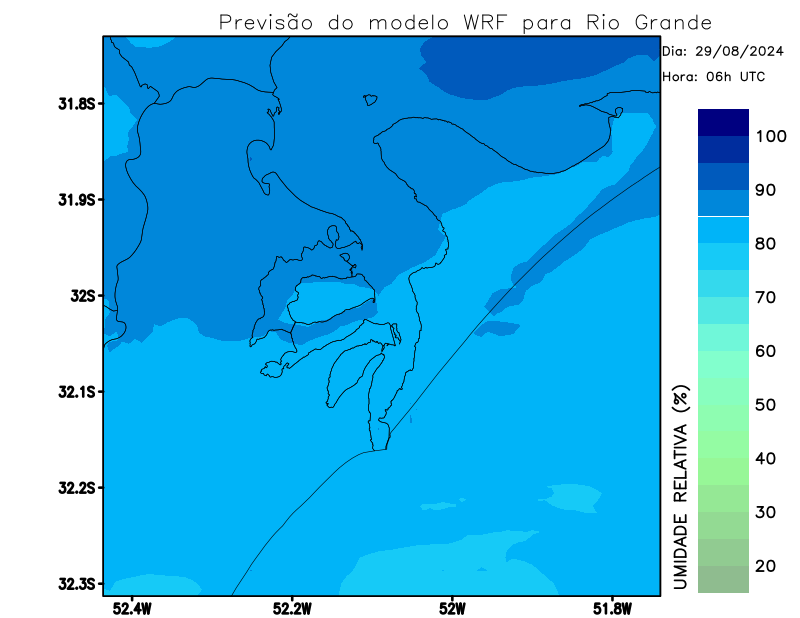 Previsão do modelo WRF para Rio Grande
Dia: 29/08/2024
Hora: 06h UTC
31.8S
31.9S
32S
32.1S
32.2S
32.3S
52.4W
52.2W
52W
51.8W
100
90
80
70
60
50
40
30
20
UMIDADE RELATIVA (%)